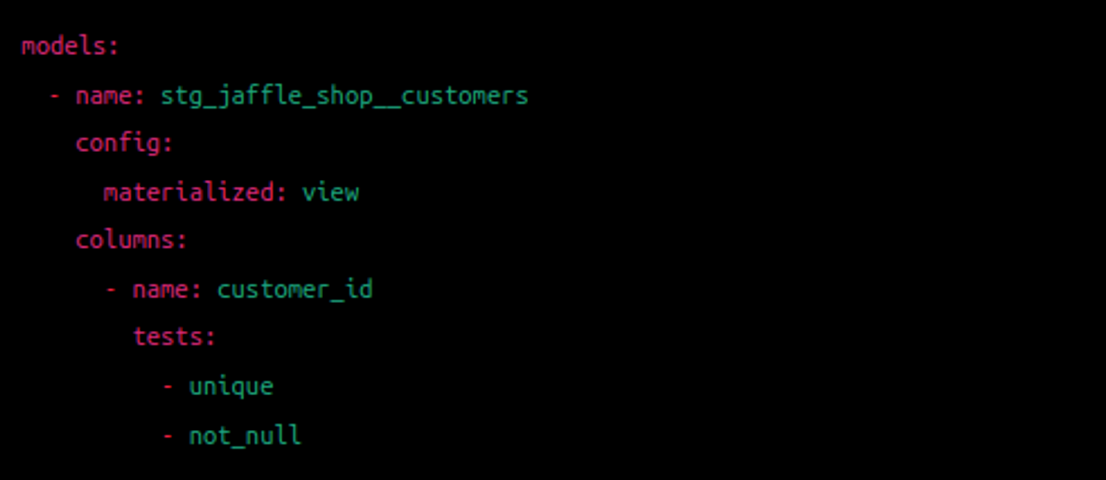 models:
  - name: stg_jaffle_shop__customers
    config:
      materialized: view
    columns:
      - name: customer_id
        tests:
          - unique
          - not_null